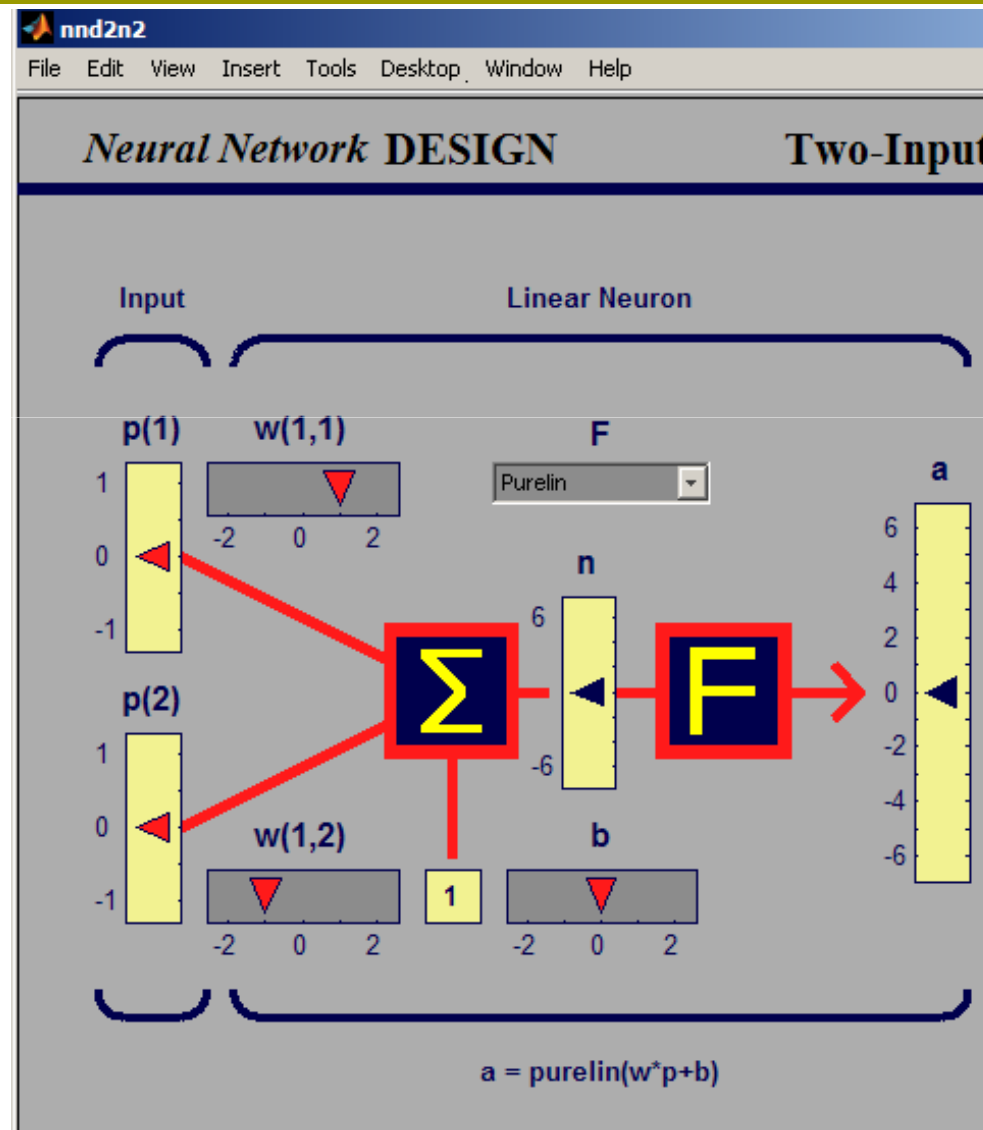 nnd2n2
File Edit View Insert Tools Desktop Window Help
Neural Network DESIGN Two-Input
Input Linear Neuron
p(1) w(1,1) F
1
0
-1
-2 0 2
Purelin
a
6
4
2
0
-2
-4
-6
n
6
-6
Σ
F
p(2)
1
0
-1
w(1,2) b
-2 0 2
1
-2 0 2
a = purelin(w*p+b)